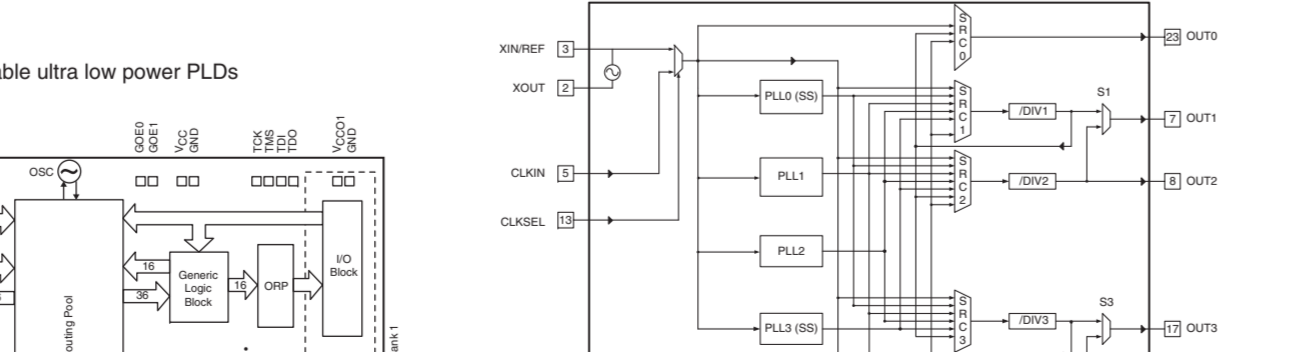 able ultra low power PLDs
GOE0
GOE1
VCC
GND
TCK
TMS
TDI
TDO
VCCO1
GND
OSC
16
36
Generic
Logic
Block
16
ORP
I/O
Block
outing Pool
ank 1
XIN/REF 3
XOUT 2
CLKIN 5
CLKSEL 13
PLL0 (SS)
PLL1
PLL2
PLL3 (SS)
SRC0
SRC1
SRC2
SRC3
/DIV1
/DIV2
/DIV3
S1
S3
23 OUT0
7 OUT1
8 OUT2
17 OUT3